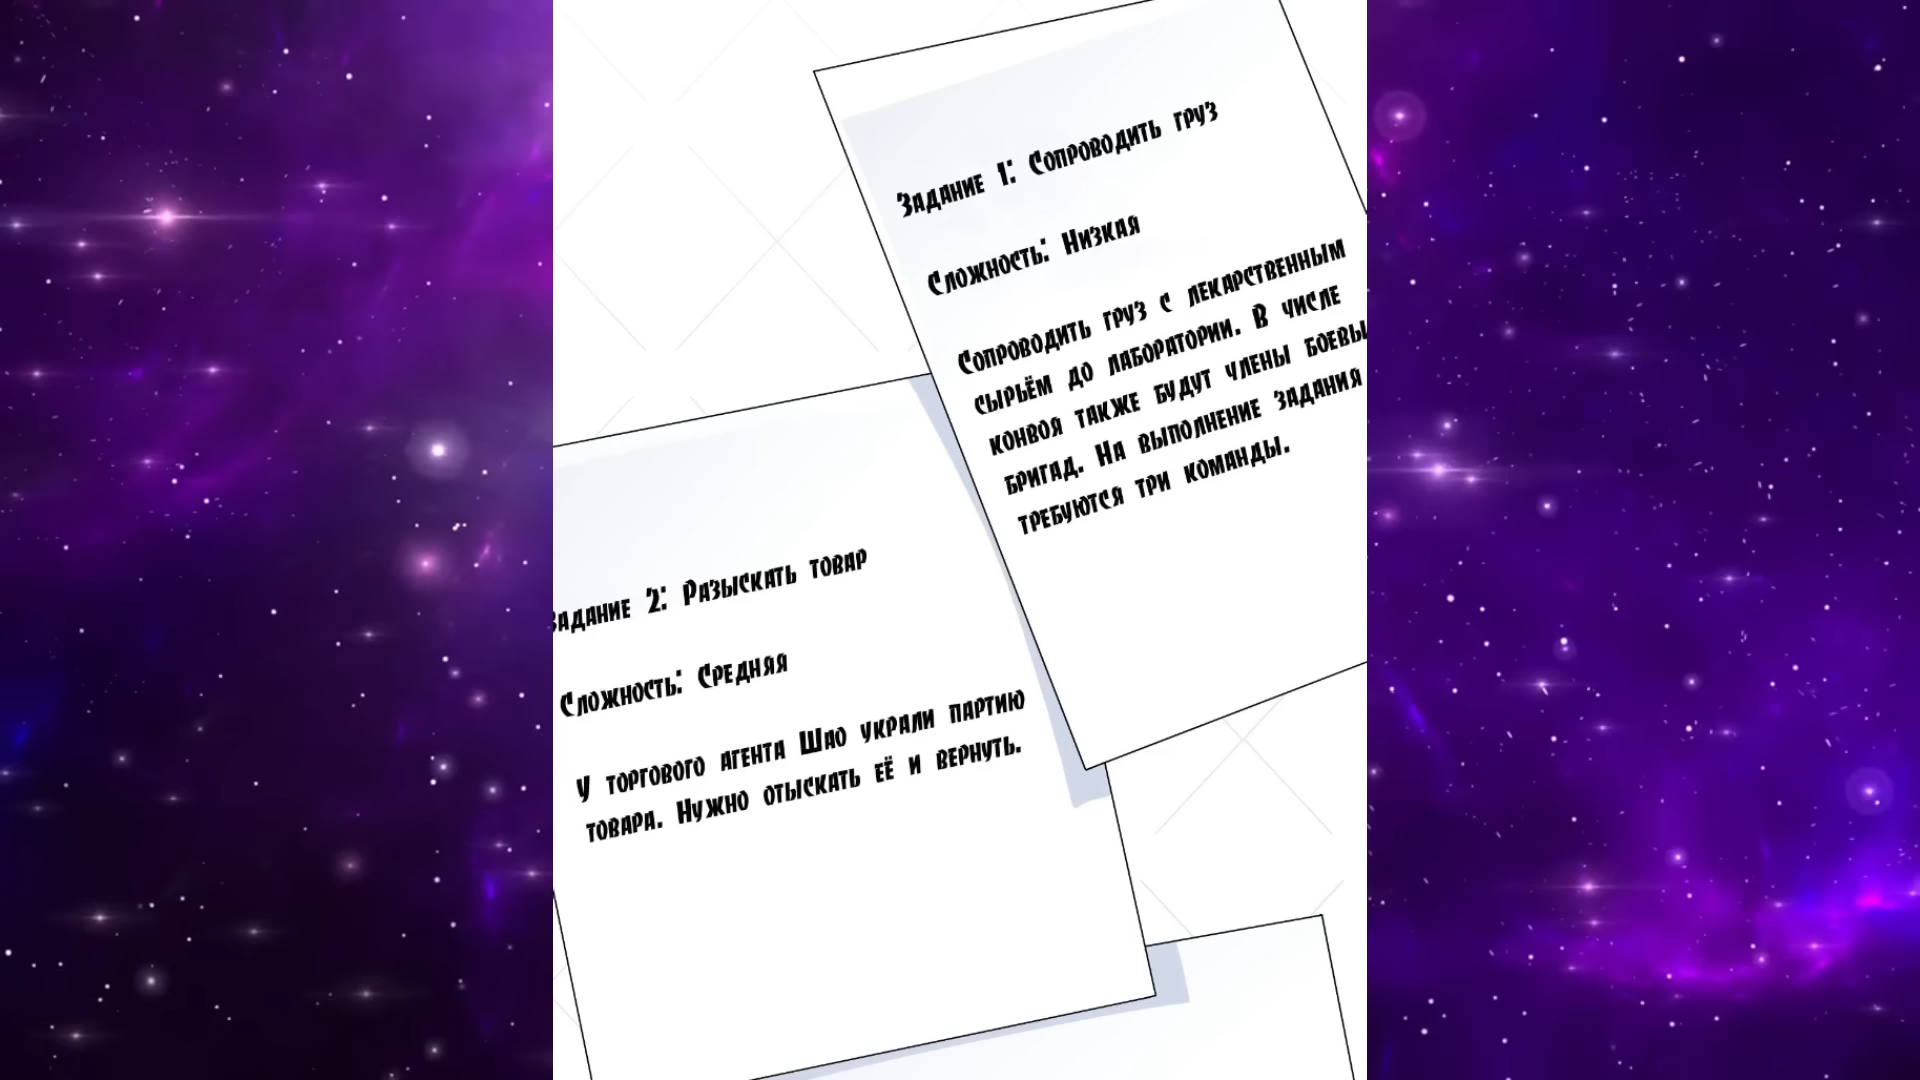 Задание 1: Сопроводить груз
Сложность: Низкая
Сопроводить груз с лекарственным
сырьём до лаборатории. В числе
конвоя также будут члены боевы
бригад. На выполнение задания
требуются три команды.
Задание 2: Разыскать товар
Сложность: Средняя
У торгового агента Шао украли партию
товара. Нужно отыскать её и вернуть.